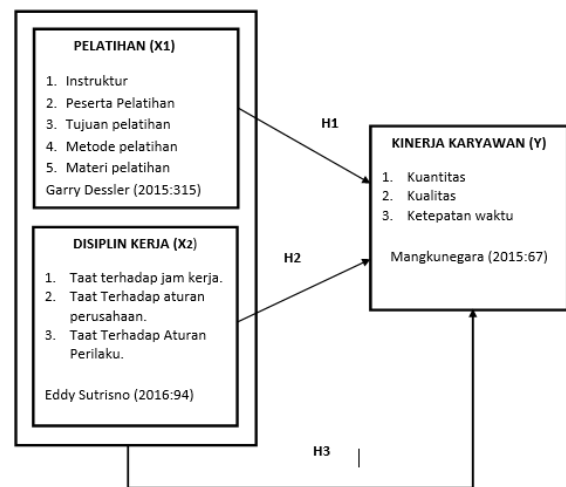 PELATIHAN (X1)
1. Instruktur
2. Peserta Pelatihan
3. Tujuan pelatihan
4. Metode pelatihan
5. Materi pelatihan
Garry Dessler (2015:315)
H1
KINERJA KARYAWAN (Y)
1. Kuantitas
2. Kualitas
3. Ketepatan waktu
Mangkunegara (2015:67)
DISIPLIN KERJA (X2)
1. Taat terhadap jam kerja.
2. Taat Terhadap aturan
perusahaan.
3. Taat Terhadap Aturan
Perilaku.
Eddy Sutrisno (2016:94)
H2
H3